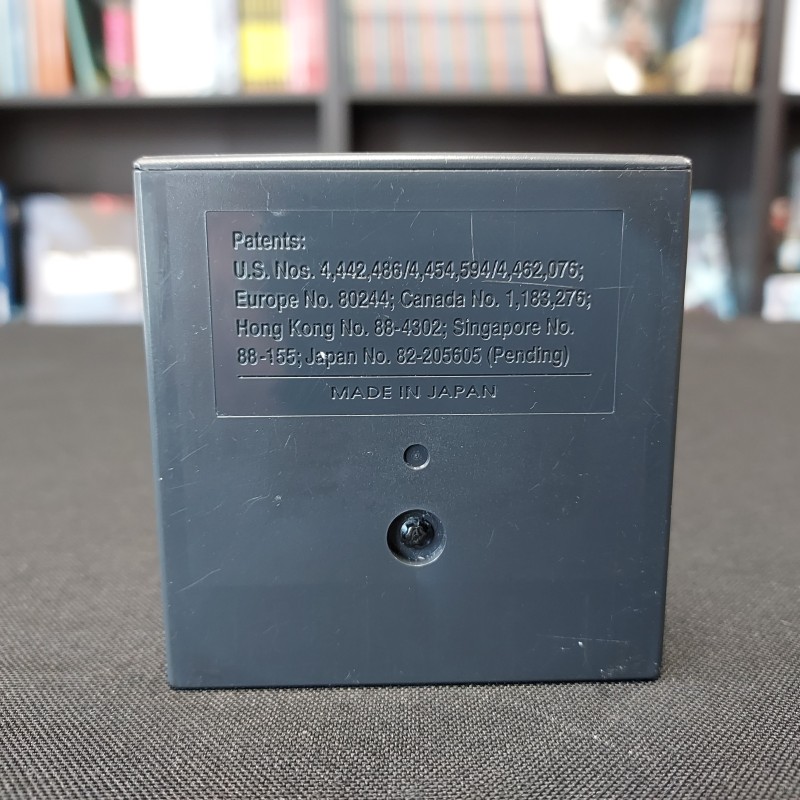 Patents:
U.S. Nos. 4,442,486/4,454,594/4,462,076;
Europe No. 80244; Canada No. 1,183,276;
Hong Kong No. 88-4302; Singapore No.
88-155; Japan No. 82-205605 (Pending)
MADE IN JAPAN